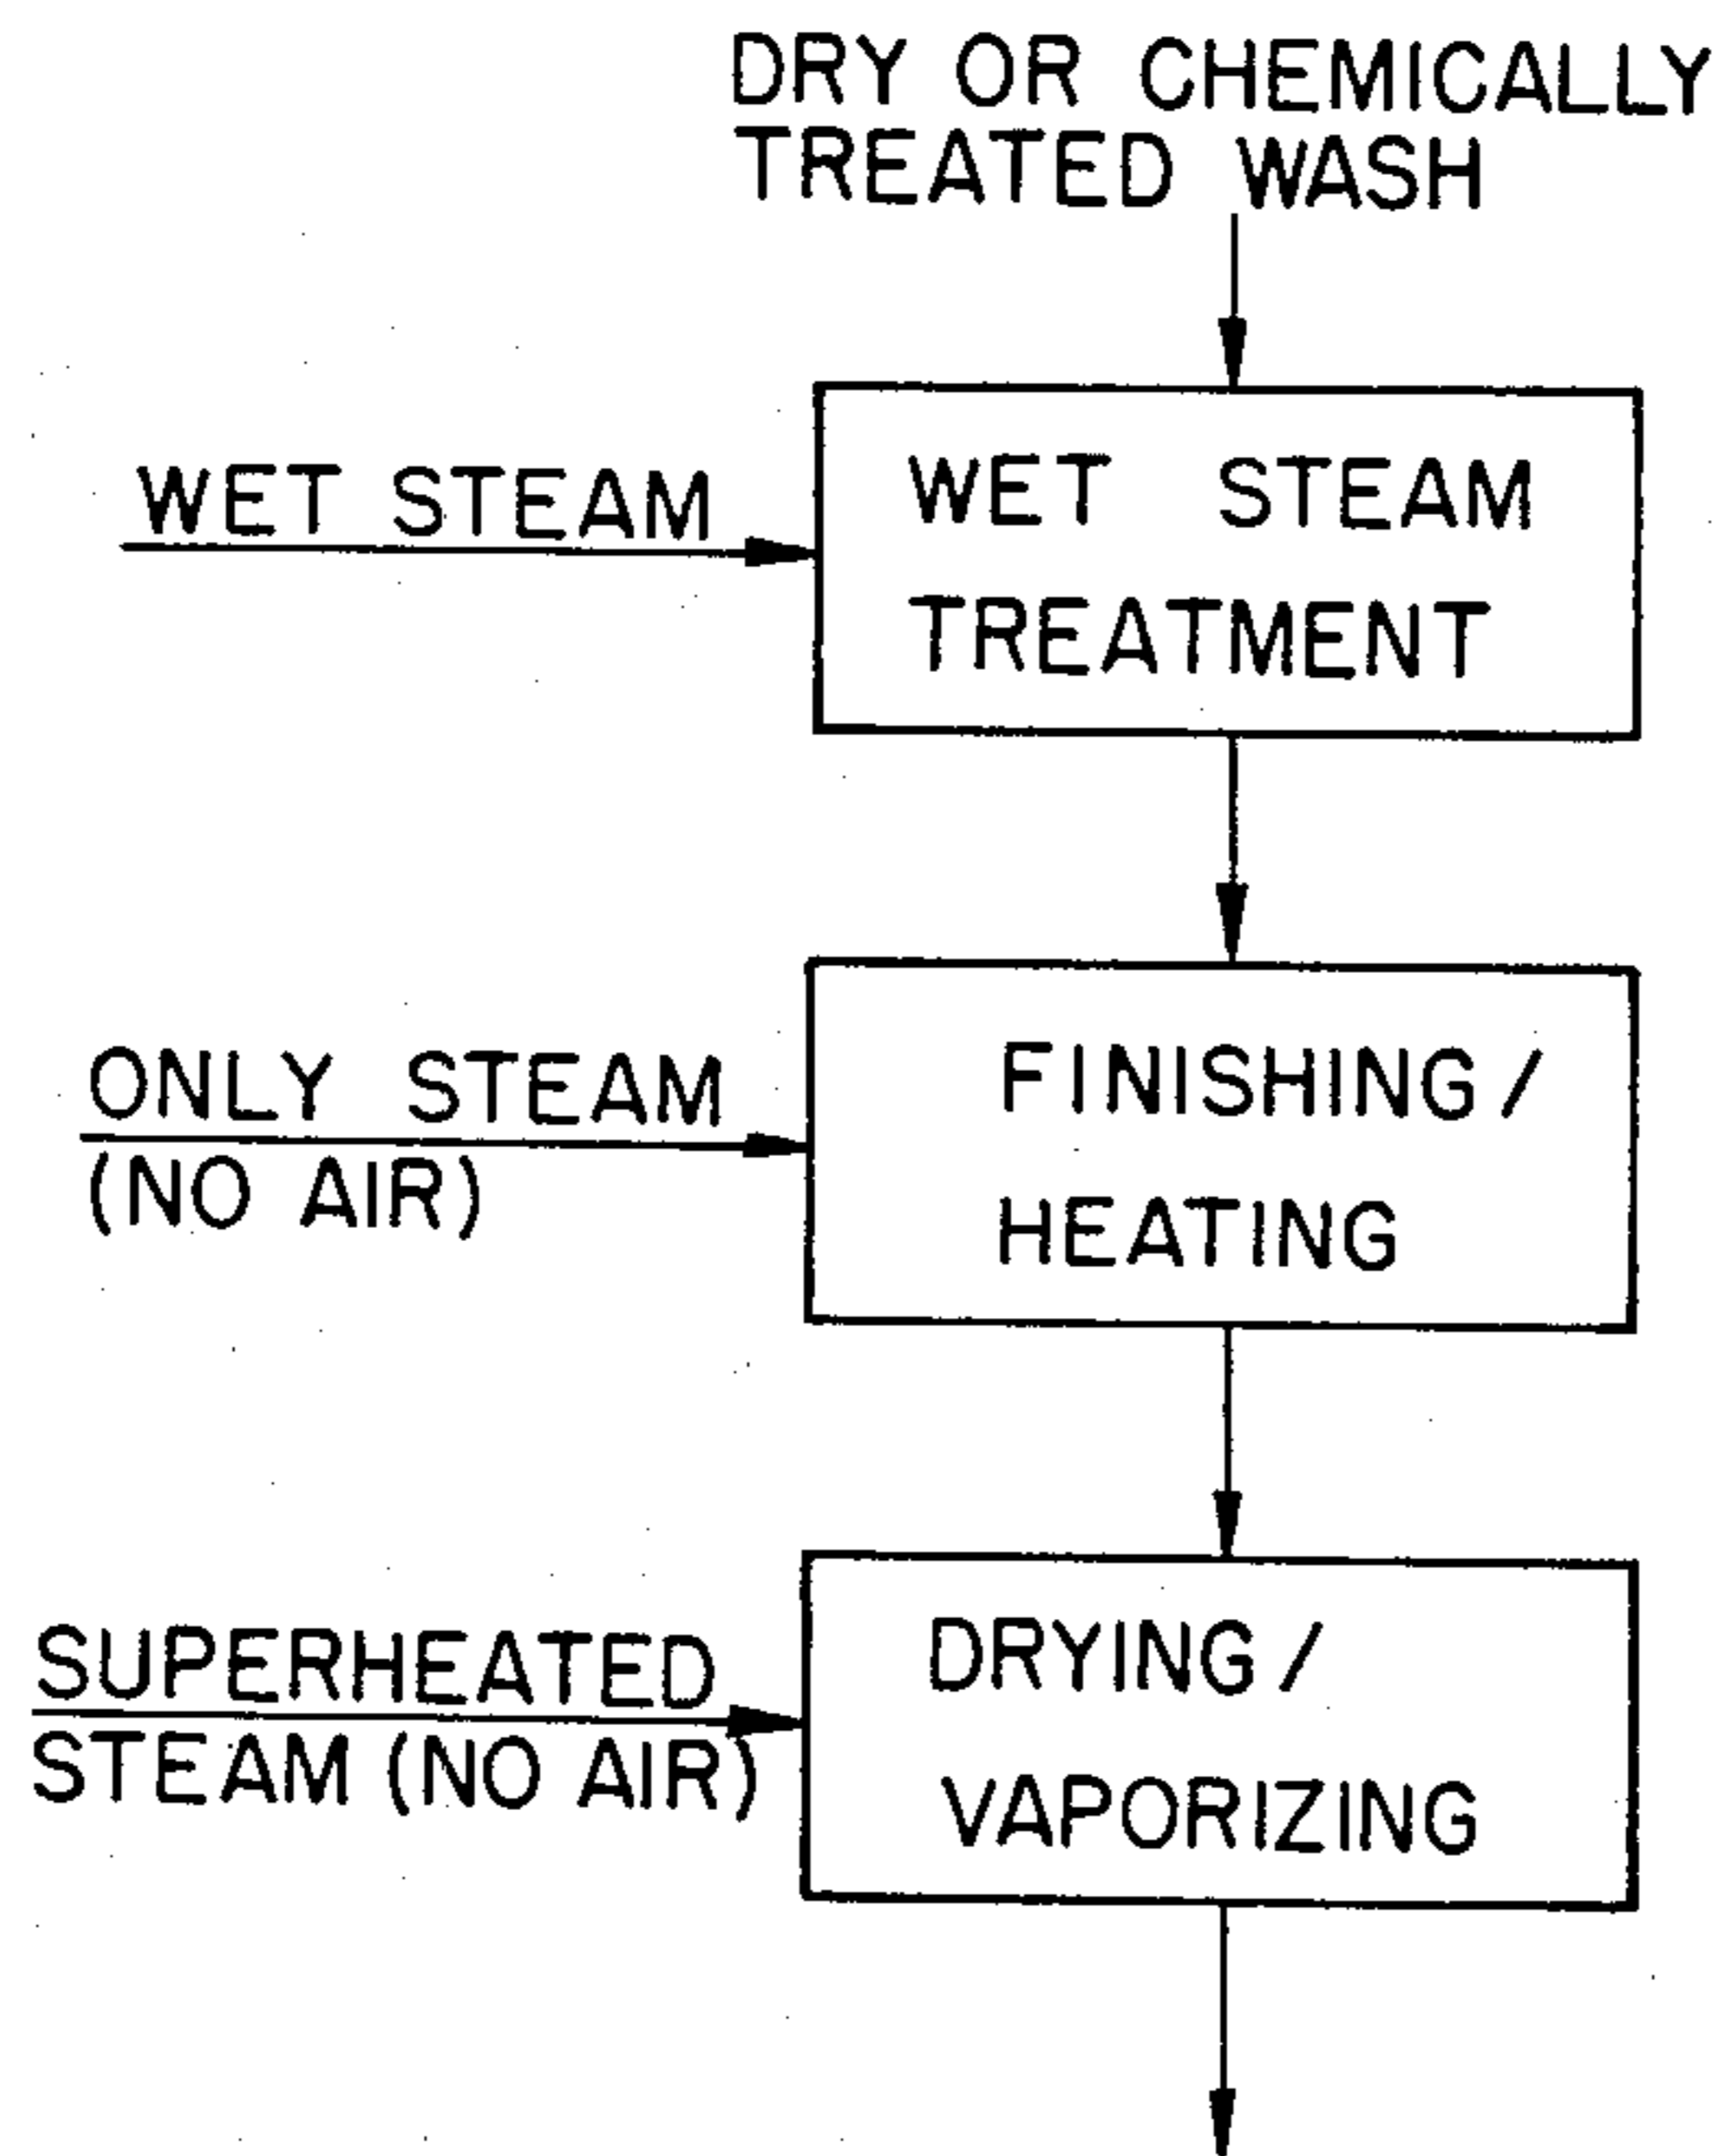 DRY OR CHEMICALLY
TREATED WASH
WET STEAM
WET STEAM
TREATMENT
ONLY STEAM
(NO AIR)
FINISHING/
HEATING
SUPERHEATED
STEAM (NO AIR)
DRYING/
VAPORIZING